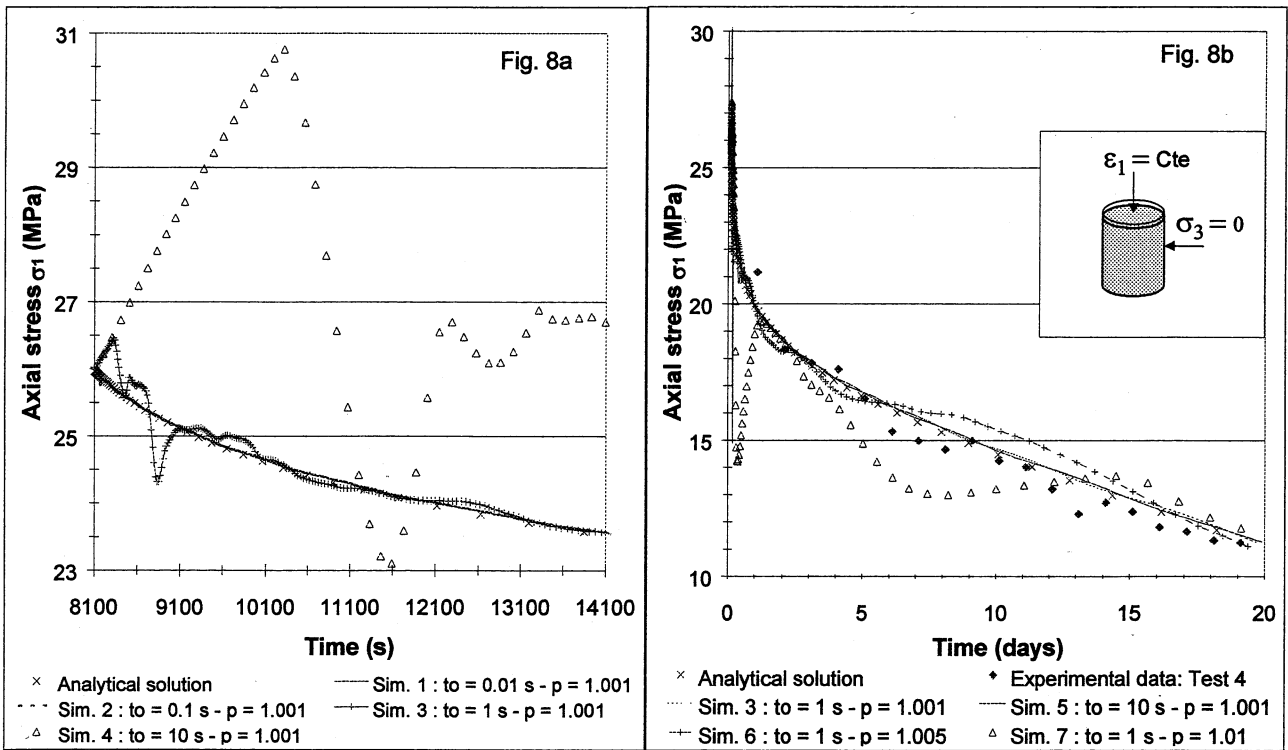 Fig. 8a
31
29
27
25
23
Axial stress σ1 (MPa)
8100 9100 10100 11100 12100 13100 14100
Time (s)
× Analytical solution
Sim. 1 : to = 0.01 s - p = 1.001
Sim. 2 : to = 0.1 s - p = 1.001
Sim. 3 : to = 1 s - p = 1.001
Sim. 4 : to = 10 s - p = 1.001
Fig. 8b
30
25
20
15
10
Axial stress σ1 (MPa)
ε1 = Cte
σ3 = 0
0 5 10 15 20
Time (days)
× Analytical solution
Experimental data: Test 4
Sim. 3 : to = 1 s - p = 1.001
Sim. 5 : to = 10 s - p = 1.001
Sim. 6 : to = 1 s - p = 1.005
Sim. 7 : to = 1 s - p = 1.01